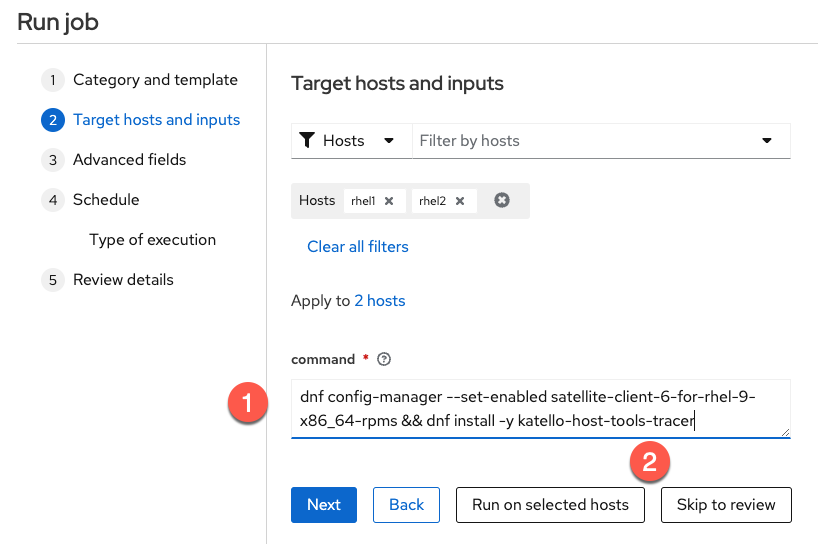 Run job
1 Category and template
2 Target hosts and inputs
3 Advanced fields
4 Schedule
Type of execution
5 Review details
Target hosts and inputs
Hosts Filter by hosts
Hosts rhel1 rhel2
Clear all filters
Apply to 2 hosts
command * ?
1
dnf config-manager --set-enabled satellite-client-6-for-rhel-9-
x86_64-rpms && dnf install -y katello-host-tools-tracer
2
Next Back Run on selected hosts Skip to review